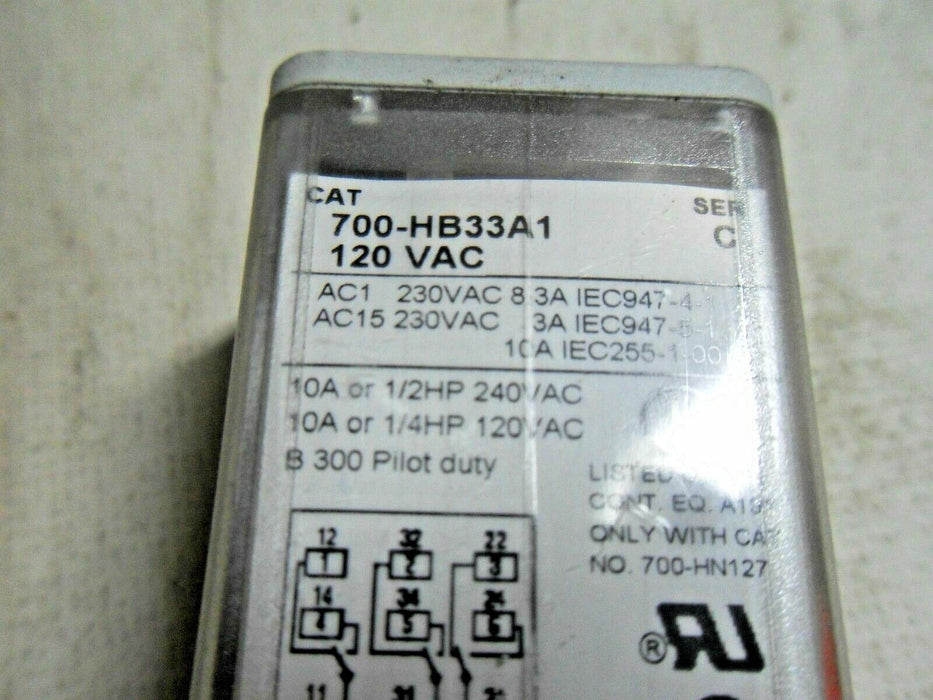 CAT
SER
700-HB33A1
C
120 VAC
AC1 230VAC 8.3A IEC947-4-1
AC15 230VAC 3A IEC947-5-1
10A IEC255-1-00
10A or 1/2HP 240VAC
10A or 1/4HP 120VAC
B 300 Pilot duty
LISTED
CONT. EQ.
ONLY WITH
NO. 700-HN127
12 32 22
1 2 3
14 34 24
4 5 6
11 31
®